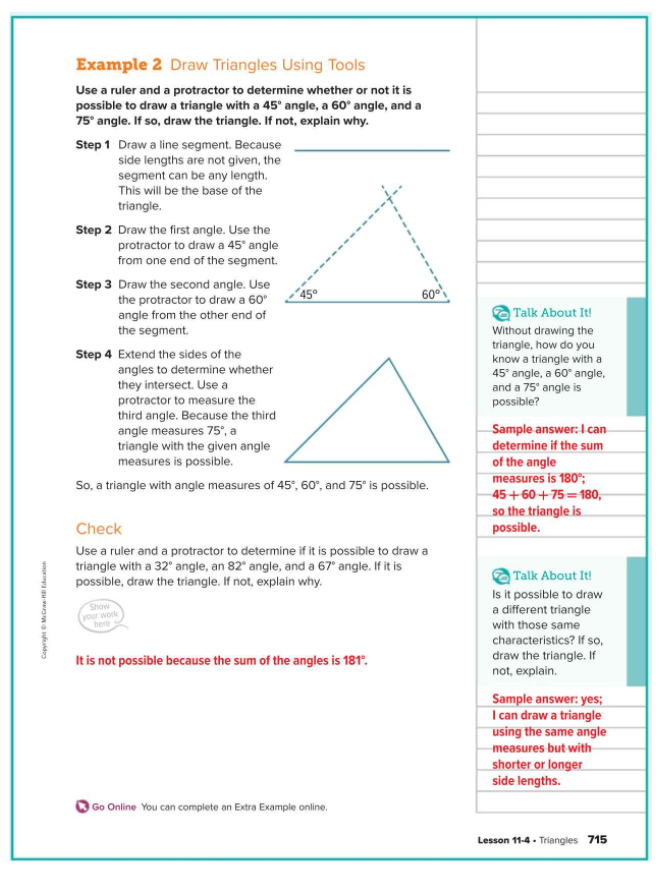 Example 2 Draw Triangles Using Tools
Use a ruler and a protractor to determine whether or not it is
possible to draw a triangle with a 45° angle, a 60° angle, and a
75° angle. If so, draw the triangle. If not, explain why.
Step 1 Draw a line segment. Because
side lengths are not given, the
segment can be any length.
This will be the base of the
triangle.
Step 2 Draw the first angle. Use the
protractor to draw a 45° angle
from one end of the segment.
Step 3 Draw the second angle. Use
the protractor to draw a 60°
angle from the other end of
the segment.
45°
60°
Step 4 Extend the sides of the
angles to determine whether
they intersect. Use a
protractor to measure the
third angle. Because the third
angle measures 75°, a
triangle with the given angle
measures is possible.
So, a triangle with angle measures of 45°, 60°, and 75° is possible.
Check
Use a ruler and a protractor to determine if it is possible to draw a
triangle with a 32° angle, an 82° angle, and a 67° angle. If it is
possible, draw the triangle. If not, explain why.
Show
your work
here
It is not possible because the sum of the angles is 181°.
Go Online You can complete an Extra Example online.
Copyright © McGraw-Hill Education
Talk About It!
Without drawing the
triangle, how do you
know a triangle with a
45° angle, a 60° angle,
and a 75° angle is
possible?
Sample answer: I can
determine if the sum
of the angle
measures is 180°;
45 + 60 + 75 = 180,
so the triangle is
possible.
Talk About It!
Is it possible to draw
a different triangle
with those same
characteristics? If so,
draw the triangle. If
not, explain.
Sample answer: yes;
I can draw a triangle
using the same angle
measures but with
shorter or longer
side lengths.
Lesson 11-4 • Triangles 715